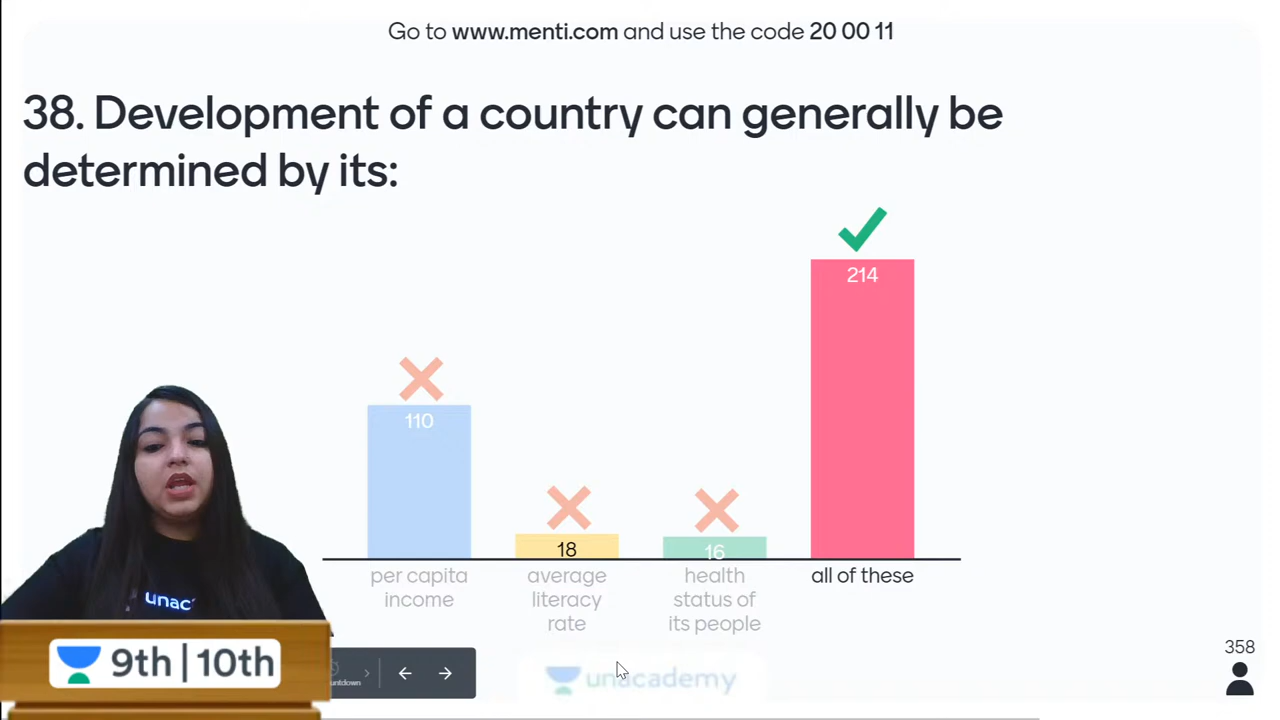 Go to www.menti.com and use the code 20 00 11
38. Development of a country can generally be
determined by its:
214
110
18
16
per capita
income
average
literacy
rate
health
status of
its people
all of these
unac
9th | 10th
358
unacademy